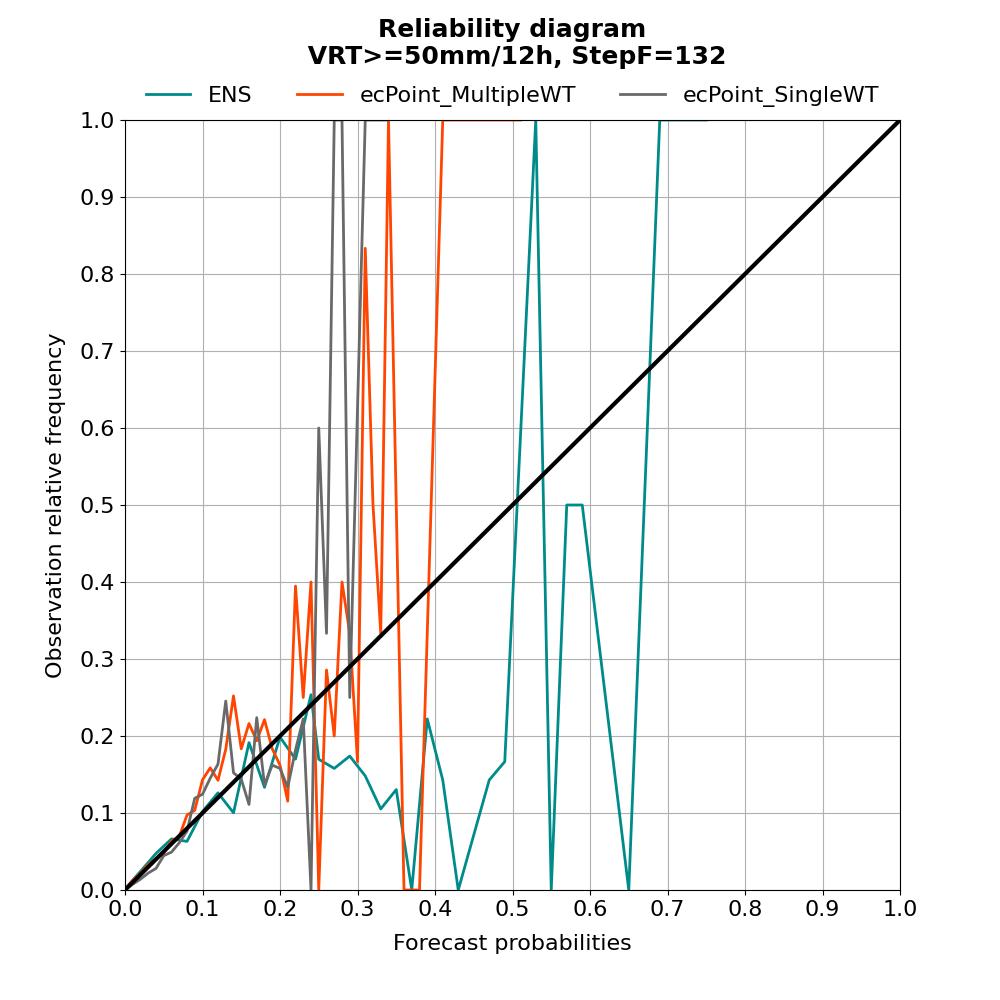 Reliability diagram
VRT>=50mm/12h, StepF=132
ENS ecPoint_MultipleWT ecPoint_SingleWT
1.0
0.9
0.8
0.7
0.6
0.5
0.4
0.3
0.2
0.1
0.0
Observation relative frequency
0.0 0.1 0.2 0.3 0.4 0.5 0.6 0.7 0.8 0.9 1.0
Forecast probabilities